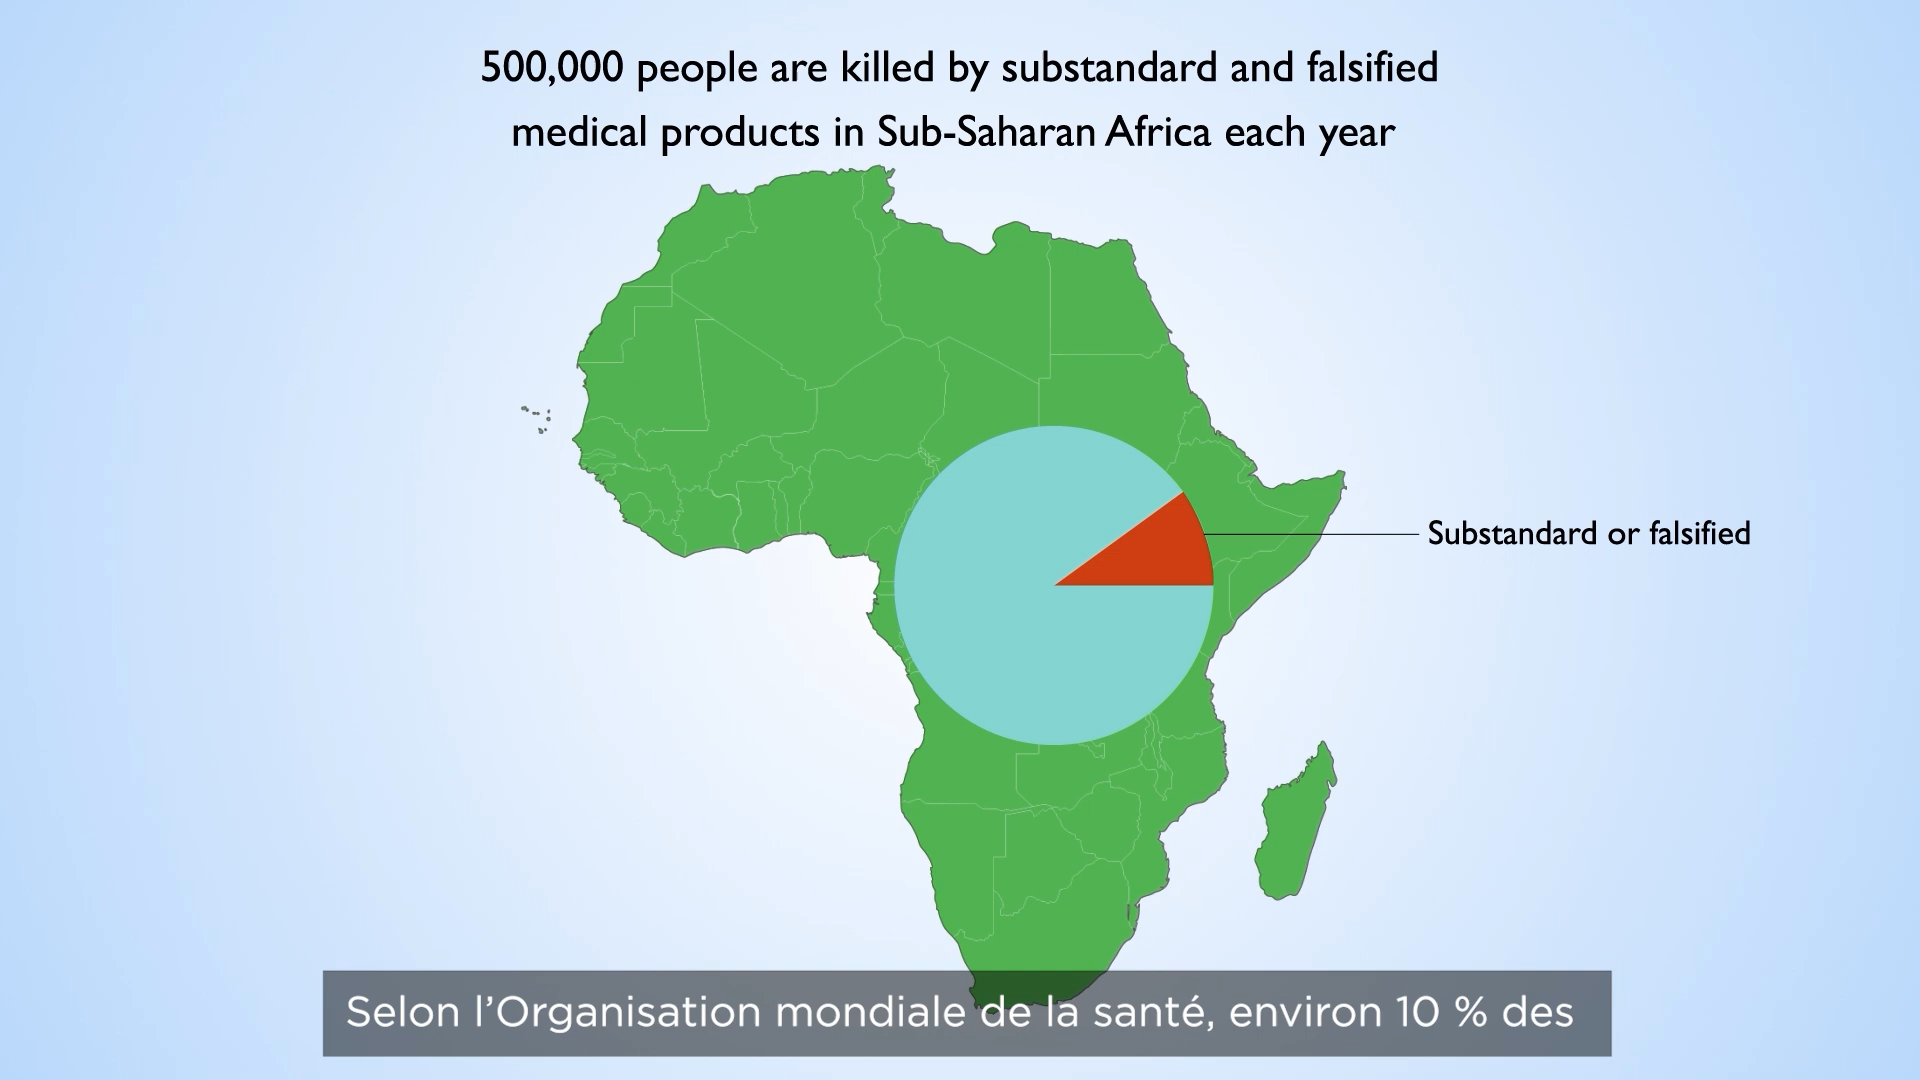 500,000 people are killed by substandard and falsified
medical products in Sub-Saharan Africa each year
Substandard or falsified
Selon l’Organisation mondiale de la santé, environ 10 % des